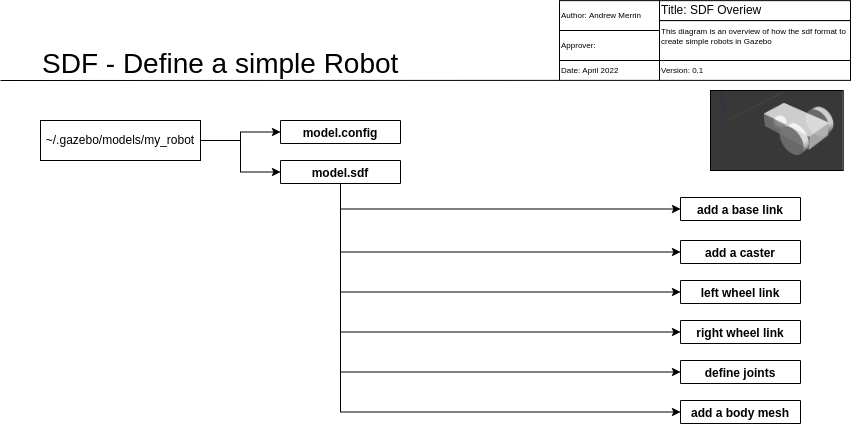 SDF - Define a simple Robot
Author: Andrew Merrin
Title: SDF Overiew
Approver:
This diagram is an overview of how the sdf format to
create simple robots in Gazebo
Date: April 2022
Version: 0.1
~/.gazebo/models/my_robot
model.config
model.sdf
add a base link
add a caster
left wheel link
right wheel link
define joints
add a body mesh